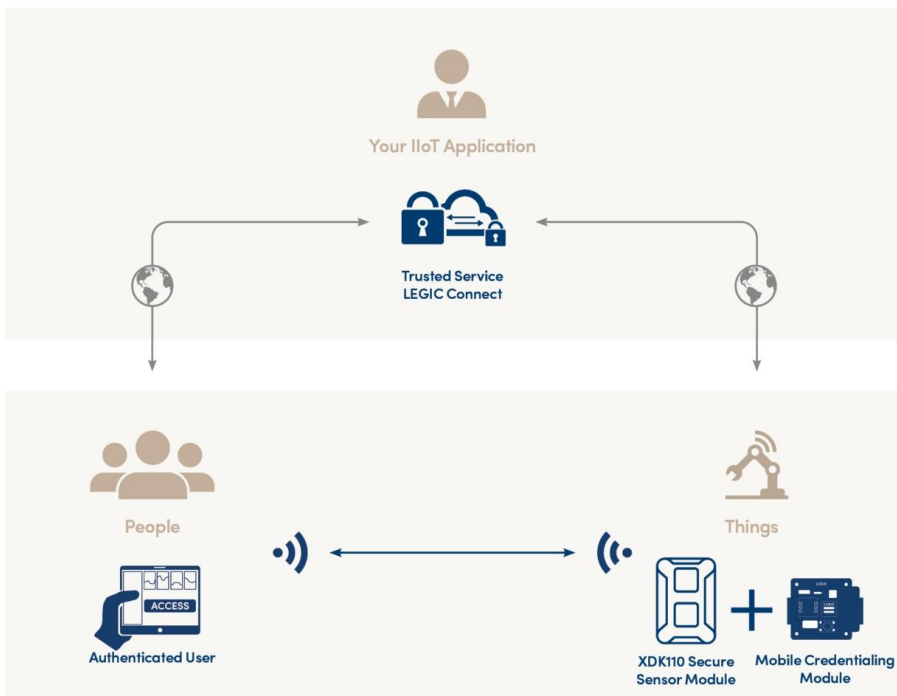 Your IIoT Application
Trusted Service
LEGIC Connect
People
Things
ACCESS
LEGIC
Authenticated User
XDK110 Secure
Sensor Module
Mobile Credentialing
Module